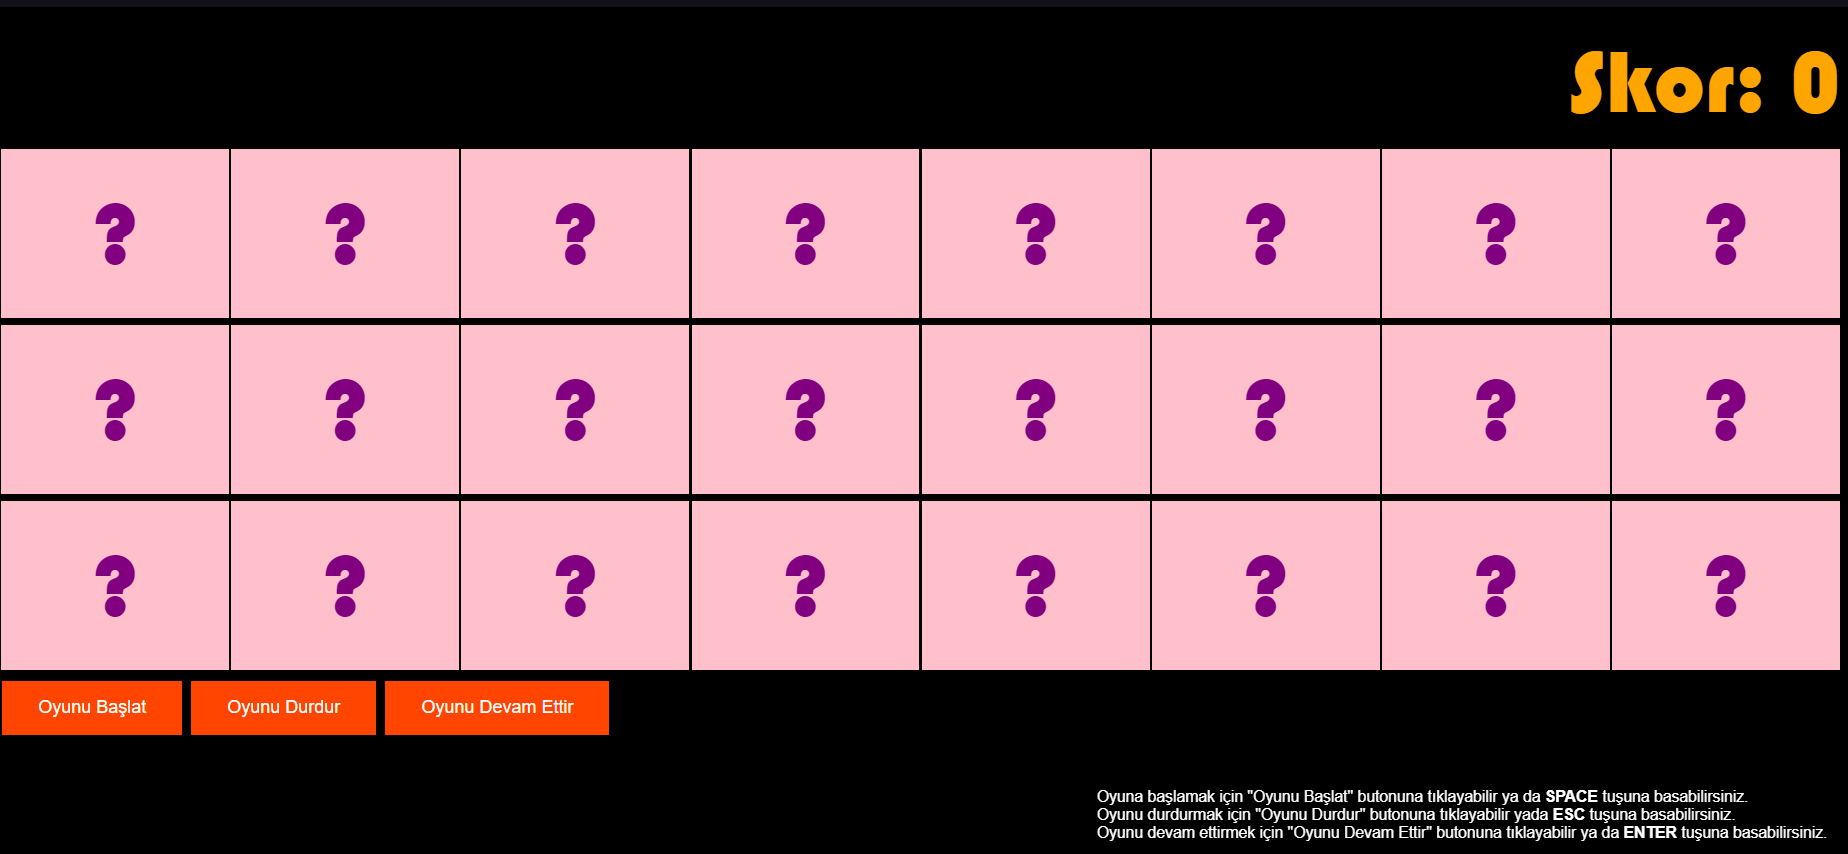 Skor: 0
? ? ? ? ? ? ? ?
? ? ? ? ? ? ? ?
? ? ? ? ? ? ? ?
Oyunu Başlat Oyunu Durdur Oyunu Devam Ettir
Oyuna başlamak için "Oyunu Başlat" butonuna tıklayabilir ya da SPACE tuşuna basabilirsiniz.
Oyunu durdurmak için "Oyunu Durdur" butonuna tıklayabilir yada ESC tuşuna basabilirsiniz.
Oyunu devam ettirmek için "Oyunu Devam Ettir" butonuna tıklayabilir ya da ENTER tuşuna basabilirsiniz.